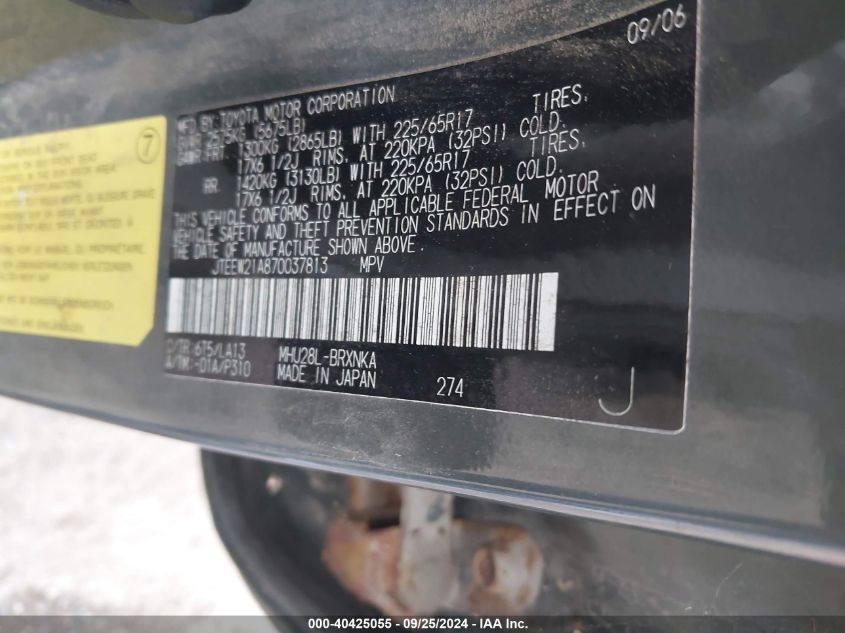 09/06
MFD BY: TOYOTA MOTOR CORPORATION
GVWR 2575KG (5675LB)
GAWR FRT 1300KG (2865LB) WITH 225/65R17 TIRES,
17X6 1/2J RIMS, AT 220KPA (32PSI) COLD.
RR. 1420KG (3130LB) WITH 225/65R17 TIRES,
17X6 1/2J RIMS, AT 220KPA (32PSI) COLD.
THIS VEHICLE CONFORMS TO ALL APPLICABLE FEDERAL MOTOR
VEHICLE SAFETY AND THEFT PREVENTION STANDARDS IN EFFECT ON
THE DATE OF MANUFACTURE SHOWN ABOVE.
JTEEW21A870037813 MPV
C/TR:6T5/LA13 MHU28L-BRXNKA
A/TM:-01A/P310 MADE IN JAPAN 274
J
7
000-40425055 - 09/25/2024 - IAA Inc.